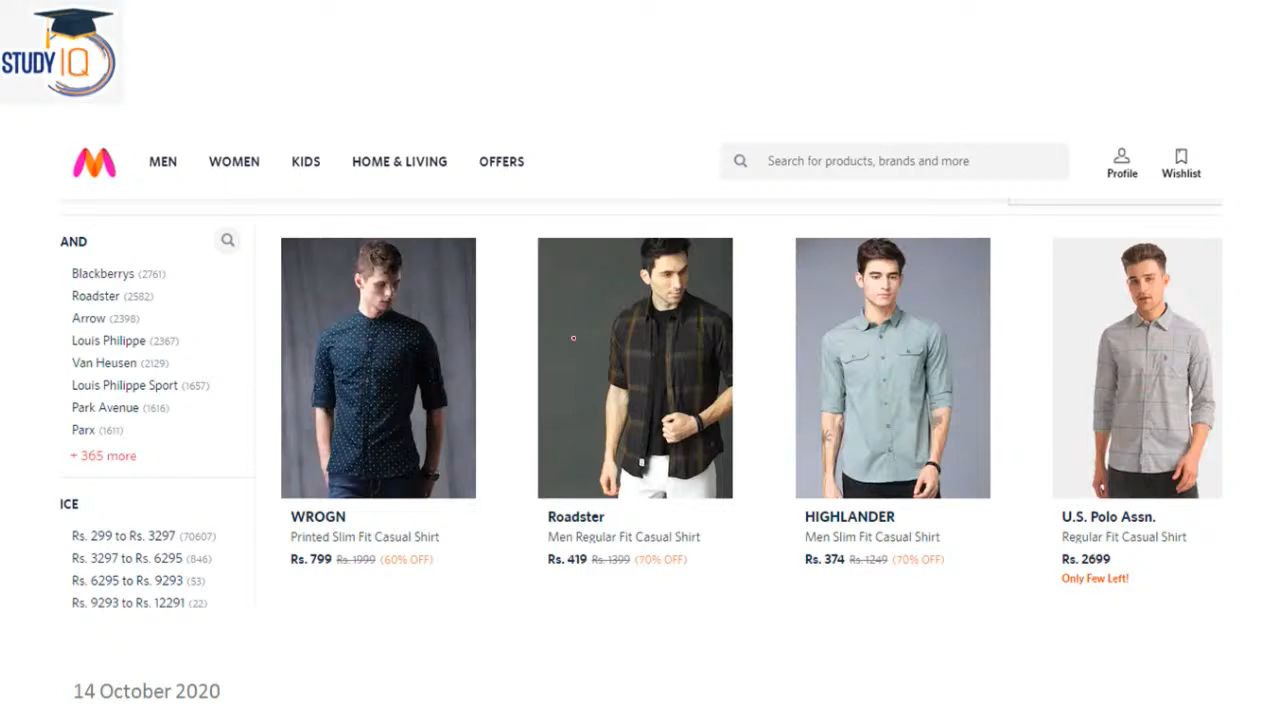 STUDY IQ
MEN WOMEN KIDS HOME & LIVING OFFERS
Search for products, brands and more
Profile
Wishlist
AND
Blackberrys (2761)
Roadster (2582)
Arrow (2398)
Louis Philippe (2367)
Van Heusen (2129)
Louis Philippe Sport (1657)
Park Avenue (1616)
Parx (1611)
+ 365 more
ICE
Rs. 299 to Rs. 3297 (70607)
Rs. 3297 to Rs. 6295 (846)
Rs. 6295 to Rs. 9293 (53)
Rs. 9293 to Rs. 12291 (22)
WROGN
Printed Slim Fit Casual Shirt
Rs. 799 Rs. 1999 (60% OFF)
Roadster
Men Regular Fit Casual Shirt
Rs. 419 Rs. 1399 (70% OFF)
HIGHLANDER
Men Slim Fit Casual Shirt
Rs. 374 Rs. 1249 (70% OFF)
U.S. Polo Assn.
Regular Fit Casual Shirt
Rs. 2699
Only Few Left!
14 October 2020